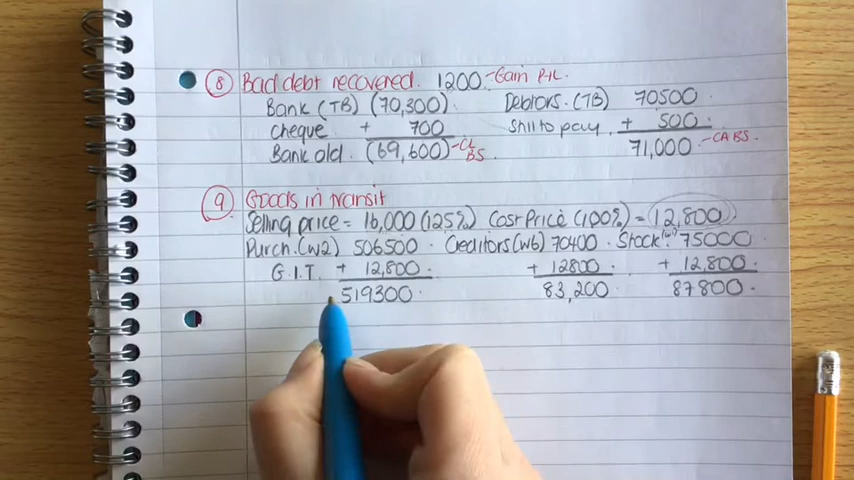 8 Bad debt recovered. 1200 - Gain P+L.
Bank (TB) (70,300). Debtors. (TB) 70500.
cheque + 700 Still to pay. + 500.
Bank old. (69,600) - CL BS 71,000 - CA BS.
9 Goods in transit
Selling price = 16,000 (125%) Cost Price (100%) = 12,800
Purch. (W2) 506500. Creditors (W6) 70400. Stock 75000
G.I.T. + 12,800. + 12800. + 12,800.
519300. 83,200. 87800.